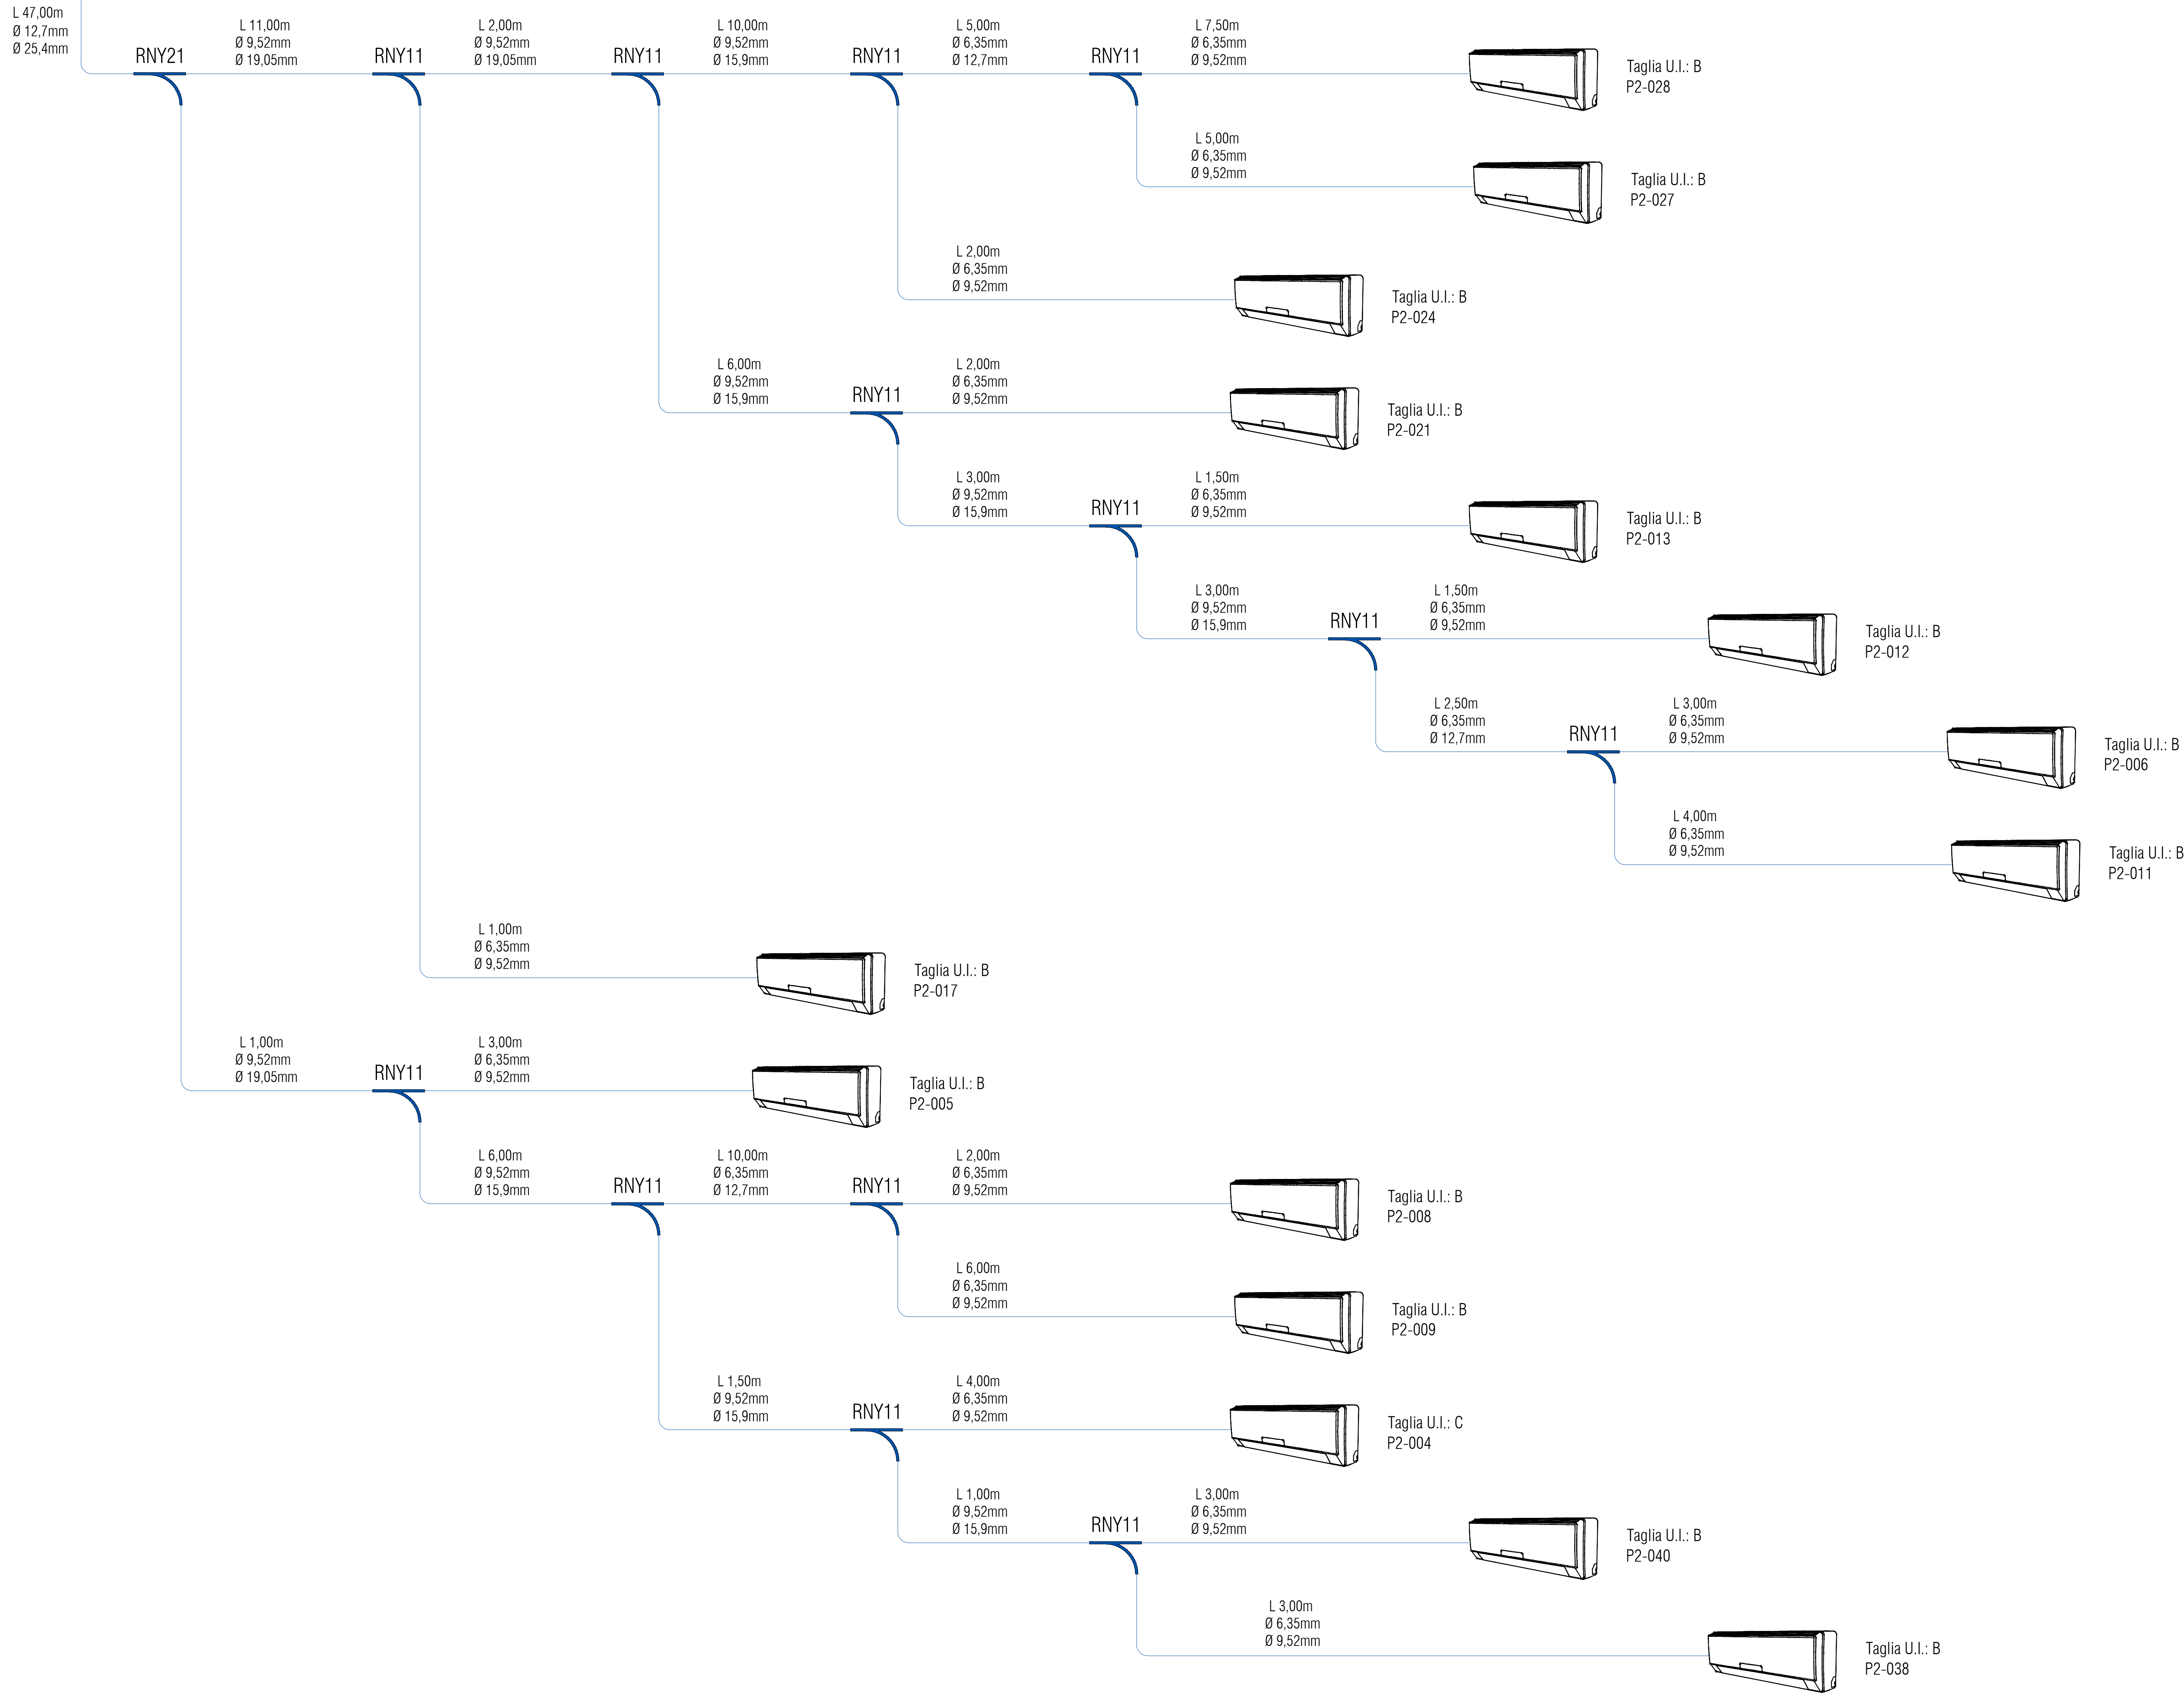 L 47,00m
Ø 12,7mm
Ø 25,4mm
RNY21
L 11,00m
Ø 9,52mm
Ø 19,05mm
RNY11
L 2,00m
Ø 9,52mm
Ø 19,05mm
RNY11
L 10,00m
Ø 9,52mm
Ø 15,9mm
RNY11
L 5,00m
Ø 6,35mm
Ø 12,7mm
RNY11
L 7,50m
Ø 6,35mm
Ø 9,52mm
Taglia U.I.: B
P2-028
L 5,00m
Ø 6,35mm
Ø 9,52mm
Taglia U.I.: B
P2-027
L 2,00m
Ø 6,35mm
Ø 9,52mm
Taglia U.I.: B
P2-024
L 6,00m
Ø 9,52mm
Ø 15,9mm
RNY11
L 2,00m
Ø 6,35mm
Ø 9,52mm
Taglia U.I.: B
P2-021
L 3,00m
Ø 9,52mm
Ø 15,9mm
RNY11
L 1,50m
Ø 6,35mm
Ø 9,52mm
Taglia U.I.: B
P2-013
L 3,00m
Ø 9,52mm
Ø 15,9mm
RNY11
L 1,50m
Ø 6,35mm
Ø 9,52mm
Taglia U.I.: B
P2-012
L 2,50m
Ø 6,35mm
Ø 12,7mm
RNY11
L 3,00m
Ø 6,35mm
Ø 9,52mm
Taglia U.I.: B
P2-006
L 4,00m
Ø 6,35mm
Ø 9,52mm
Taglia U.I.: B
P2-011
L 1,00m
Ø 6,35mm
Ø 9,52mm
Taglia U.I.: B
P2-017
L 1,00m
Ø 9,52mm
Ø 19,05mm
RNY11
L 3,00m
Ø 6,35mm
Ø 9,52mm
Taglia U.I.: B
P2-005
L 6,00m
Ø 9,52mm
Ø 15,9mm
RNY11
L 10,00m
Ø 6,35mm
Ø 12,7mm
RNY11
L 2,00m
Ø 6,35mm
Ø 9,52mm
Taglia U.I.: B
P2-008
L 6,00m
Ø 6,35mm
Ø 9,52mm
Taglia U.I.: B
P2-009
L 1,50m
Ø 9,52mm
Ø 15,9mm
RNY11
L 4,00m
Ø 6,35mm
Ø 9,52mm
Taglia U.I.: C
P2-004
L 1,00m
Ø 9,52mm
Ø 15,9mm
RNY11
L 3,00m
Ø 6,35mm
Ø 9,52mm
Taglia U.I.: B
P2-040
L 3,00m
Ø 6,35mm
Ø 9,52mm
Taglia U.I.: B
P2-038